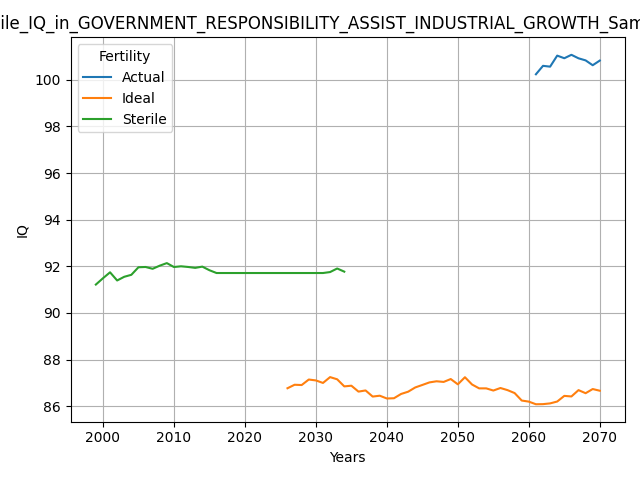 ile_IQ_in_GOVERNMENT_RESPONSIBILITY_ASSIST_INDUSTRIAL_GROWTH_Sam
Fertility
Actual
Ideal
Sterile
IQ
100
98
96
94
92
90
88
86
2000
2010
2020
2030
2040
2050
2060
2070
Years